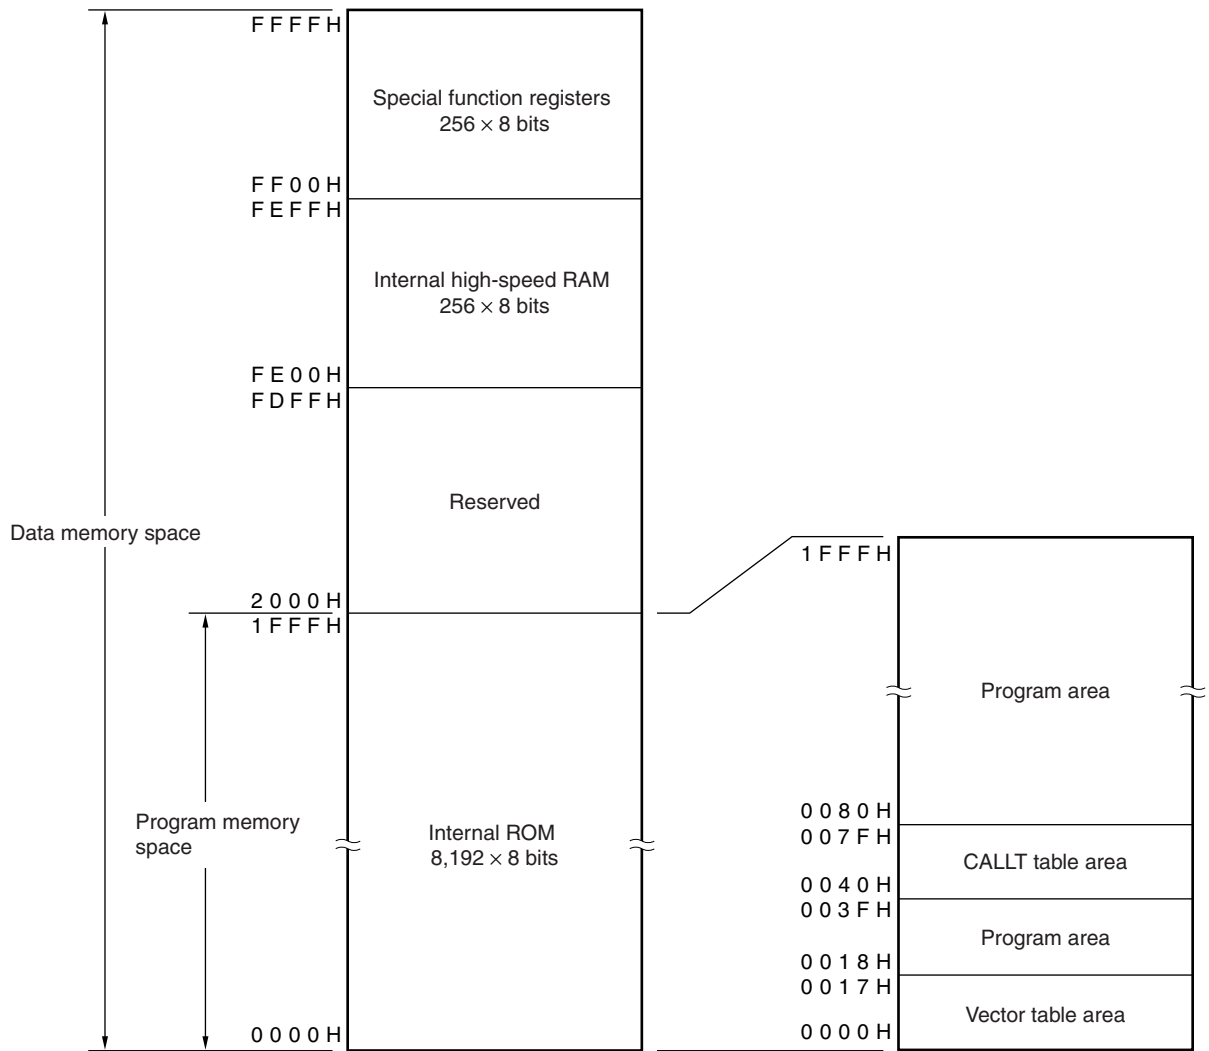 FFFFH
Special function registers
256 × 8 bits
FF00H
FEFFH
Internal high-speed RAM
256 × 8 bits
FE00H
FDFFH
Reserved
Data memory space
2000H
1FFFH
Program memory
space
Internal ROM
8,192 × 8 bits
0000H
1FFFH
Program area
0080H
007FH
CALLT table area
0040H
003FH
Program area
0018H
0017H
Vector table area
0000H